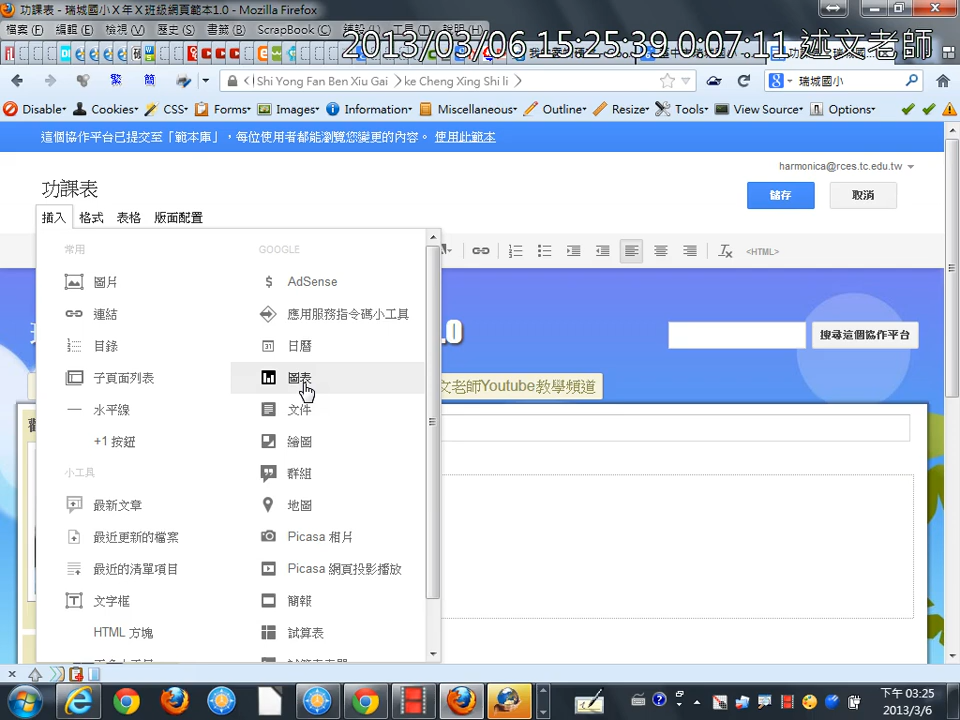 功課表 - 瑞城國小Ｘ年Ｘ班級網頁範本1.0 - Mozilla Firefox
檔案(F) 編輯(E) 檢視(V) 歷史(S) 書籤(B) ScrapBook(C) 工具(T) 說明(H)
2013/03/06 15:25:39 0:07:11 述文老師
繁 簡 Shi Yong Fan Ben Xiu Gai ke Cheng Xing Shi li 瑞城國小
Disable Cookies CSS Forms Images Information Miscellaneous Outline Resize Tools View Source Options
這個協作平台已提交至「範本庫」，每位使用者都能瀏覽您變更的內容。 使用此範本
harmonica@rces.tc.edu.tw
功課表
儲存 取消
插入 格式 表格 版面配置
<HTML>
常用
圖片
連結
目錄
子頁面列表
水平線
+1 按鈕
小工具
最新文章
最近更新的檔案
最近的清單項目
文字框
HTML 方塊
GOOGLE
AdSense
應用服務指令碼小工具
31 日曆
圖表
文件
繪圖
群組
地圖
Picasa 相片
Picasa 網頁投影播放
簡報
試算表
.0
搜尋這個協作平台
文老師Youtube教學頻道
下午 03:25
2013/3/6